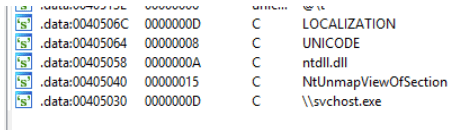 's' .data:0040506C 0000000D C LOCALIZATION
's' .data:00405064 00000008 C UNICODE
's' .data:00405058 0000000A C ntdll.dll
's' .data:00405040 00000015 C NtUnmapViewOfSection
's' .data:00405030 0000000D C \\svchost.exe